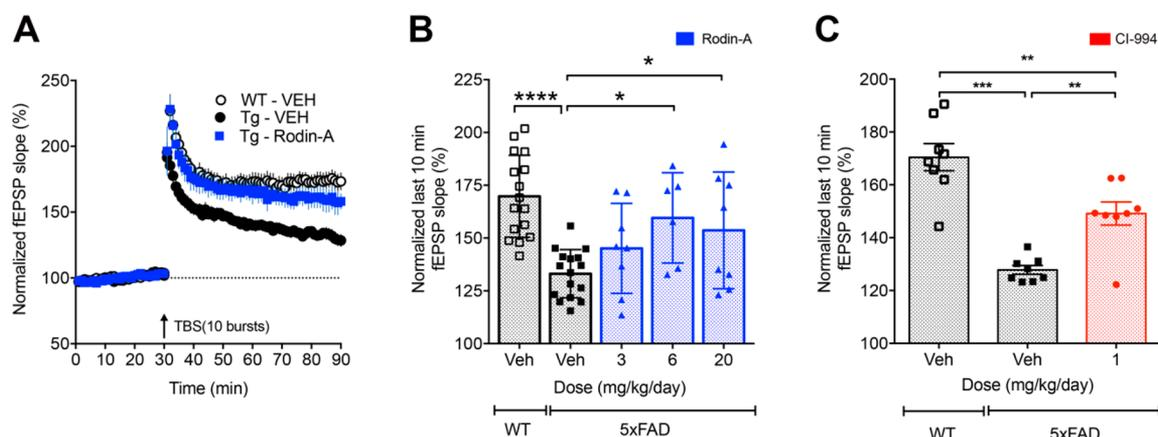 A
Normalized fEPSP slope (%)
250
200
150
100
50
WT - VEH
Tg - VEH
Tg - Rodin-A
TBS(10 bursts)
0 10 20 30 40 50 60 70 80 90
Time (min)
B
Rodin-A
Normalized last 10 min
fEPSP slope (%)
225
200
175
150
125
100
*
**** *
Veh Veh 3 6 20
Dose (mg/kg/day)
WT 5xFAD
C
CI-994
Normalized last 10 min
fEPSP slope (%)
200
180
160
140
120
100
**
*** **
Veh Veh 1
Dose (mg/kg/day)
WT 5xFAD